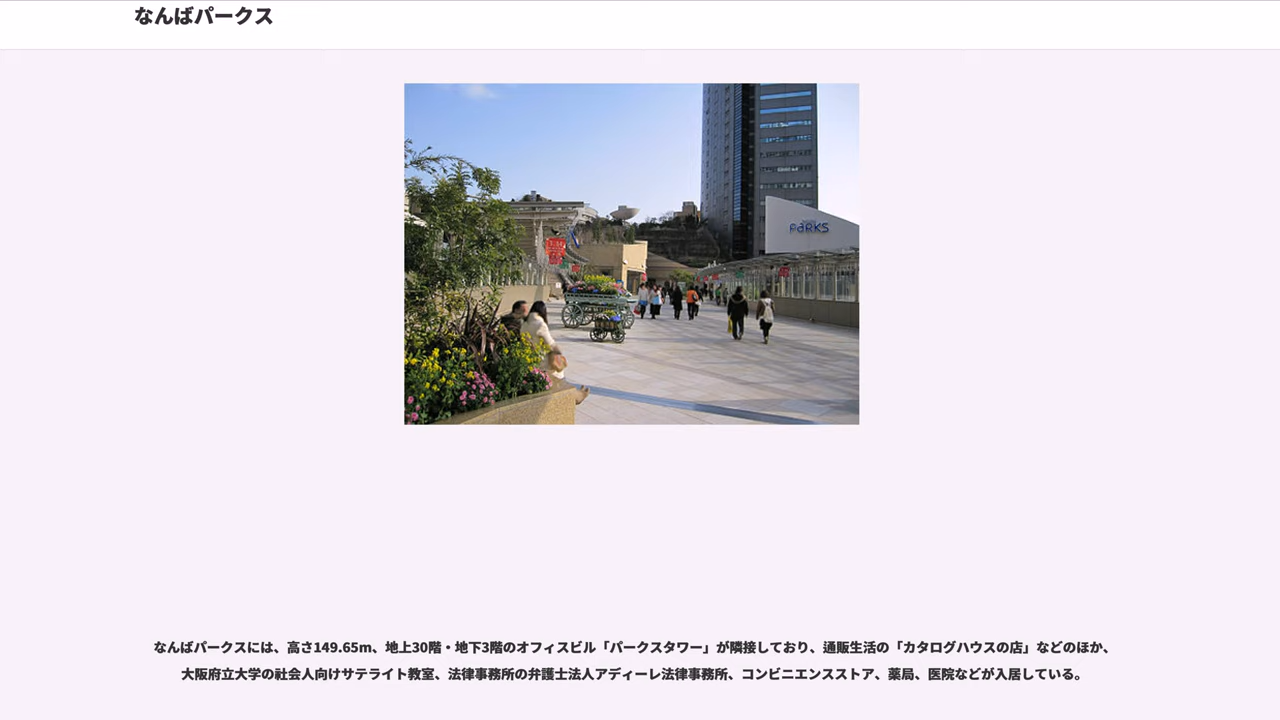 なんばパークス
PARKS
なんばパークスには、高さ149.65m、地上30階・地下3階のオフィスビル「パークスタワー」が隣接しており、通販生活の「カタログハウスの店」などのほか、
大阪府立大学の社会人向けサテライト教室、法律事務所の弁護士法人アディーレ法律事務所、コンビニエンスストア、薬局、医院などが入居している。